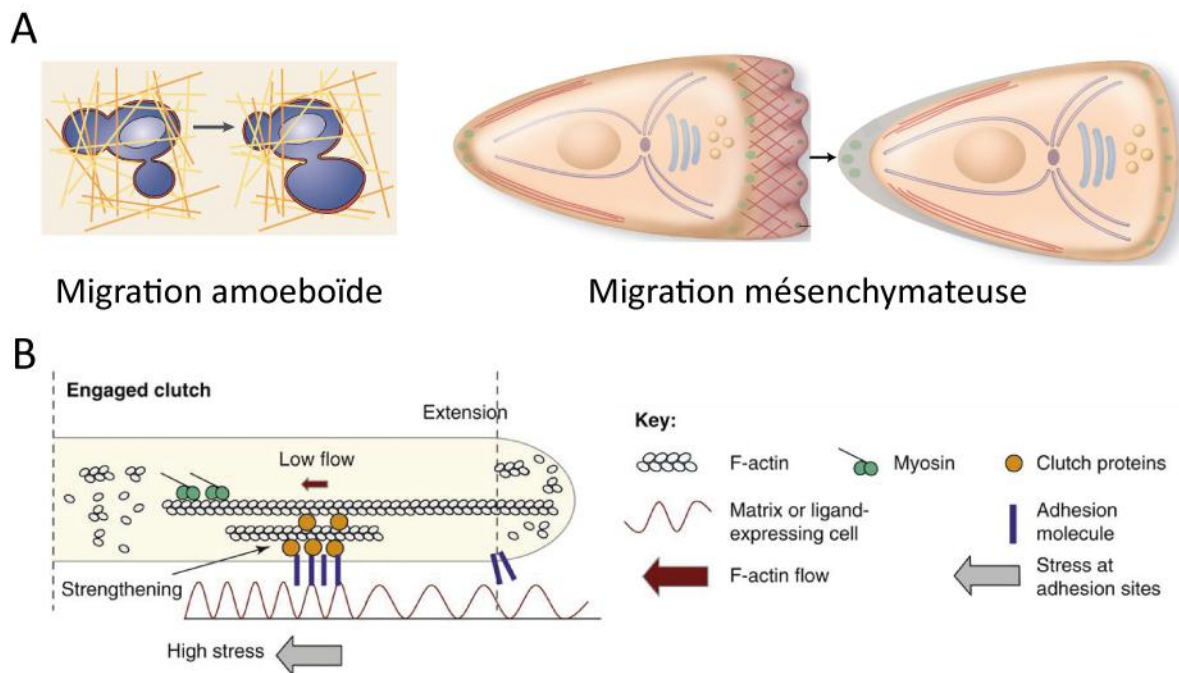 A
Migration amoeboïde
Migration mésenchymateuse
B
Engaged clutch
Extension
Low flow
Strengthening
High stress
Key:
F-actin
Myosin
Clutch proteins
Matrix or ligand-
expressing cell
Adhesion
molecule
F-actin flow
Stress at
adhesion sites